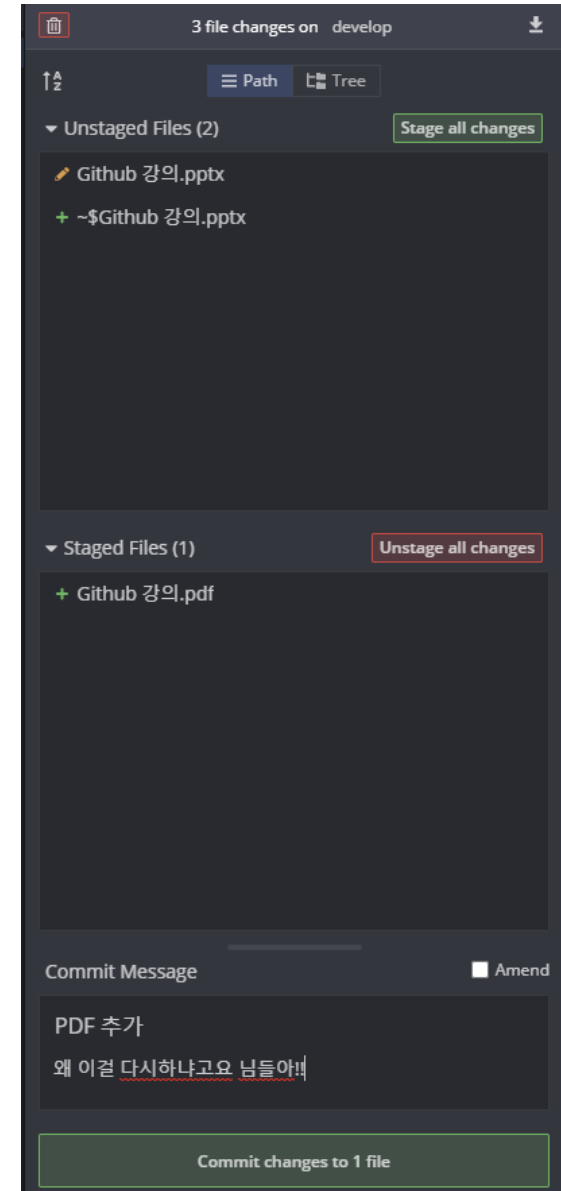 3 file changes on develop
Path Tree
Unstaged Files (2) Stage all changes
Github 강의.pptx
~$Github 강의.pptx
Staged Files (1) Unstage all changes
Github 강의.pdf
Commit Message Amend
PDF 추가
왜 이걸 다시하냐고요 님들아!!
Commit changes to 1 file